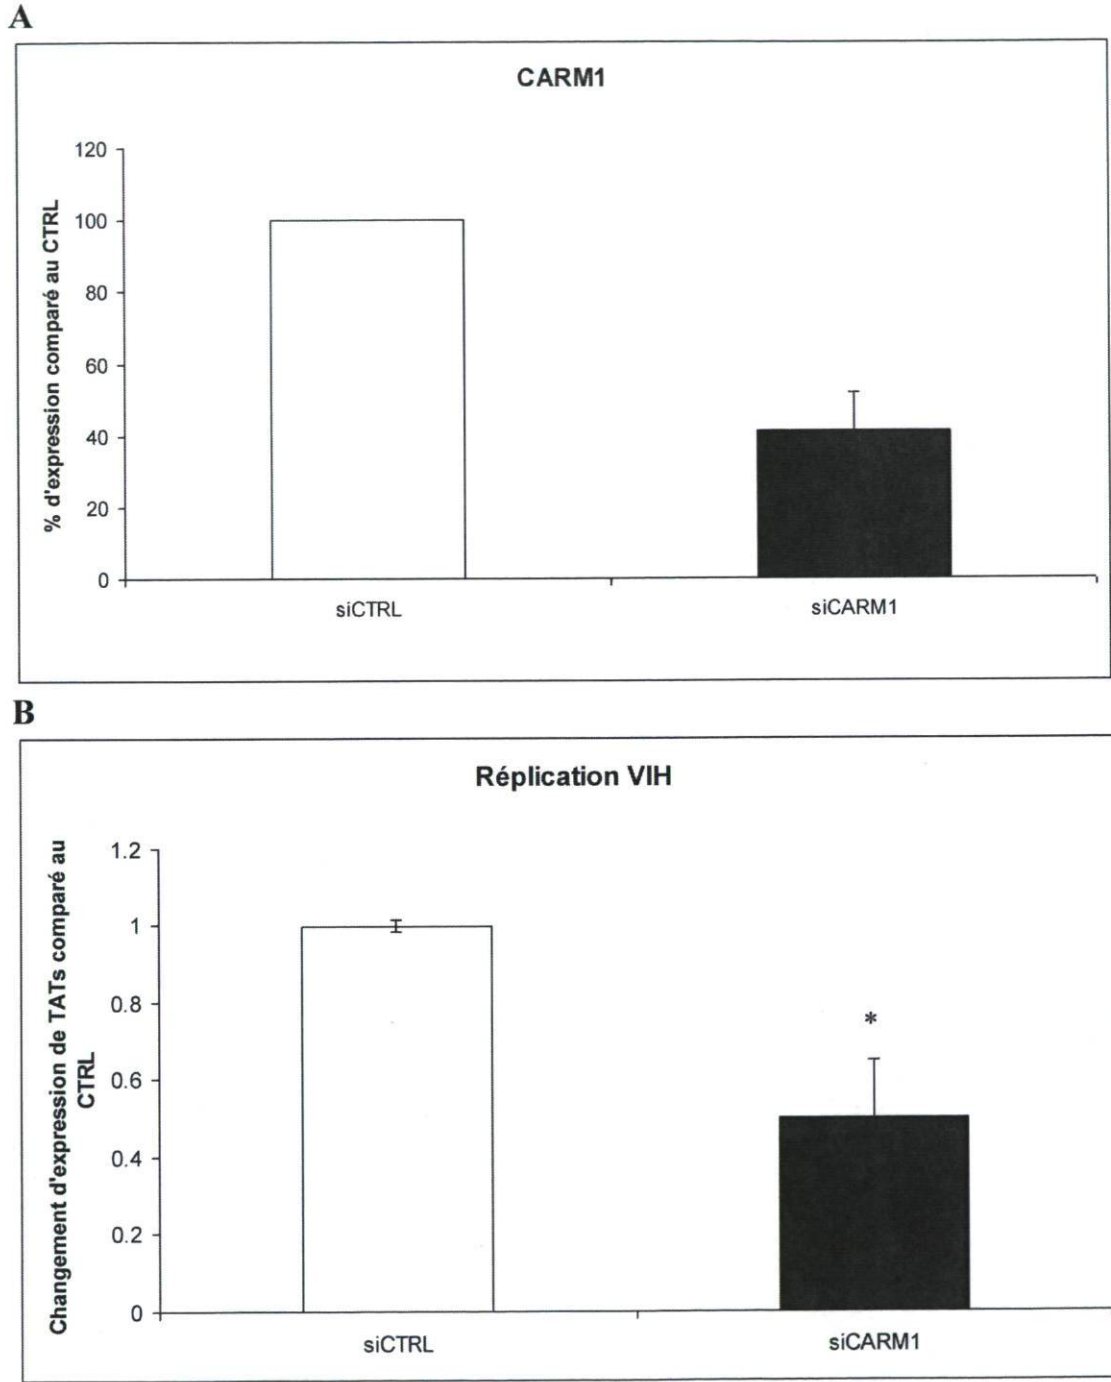 A
CARM1
% d'expression comparé au CTRL
120
100
80
60
40
20
0
siCTRL
siCARM1
B
Réplication VIH
Changement d'expression de TATs comparé au
CTRL
1.2
1
0.8
0.6
0.4
0.2
0
*
siCTRL
siCARM1